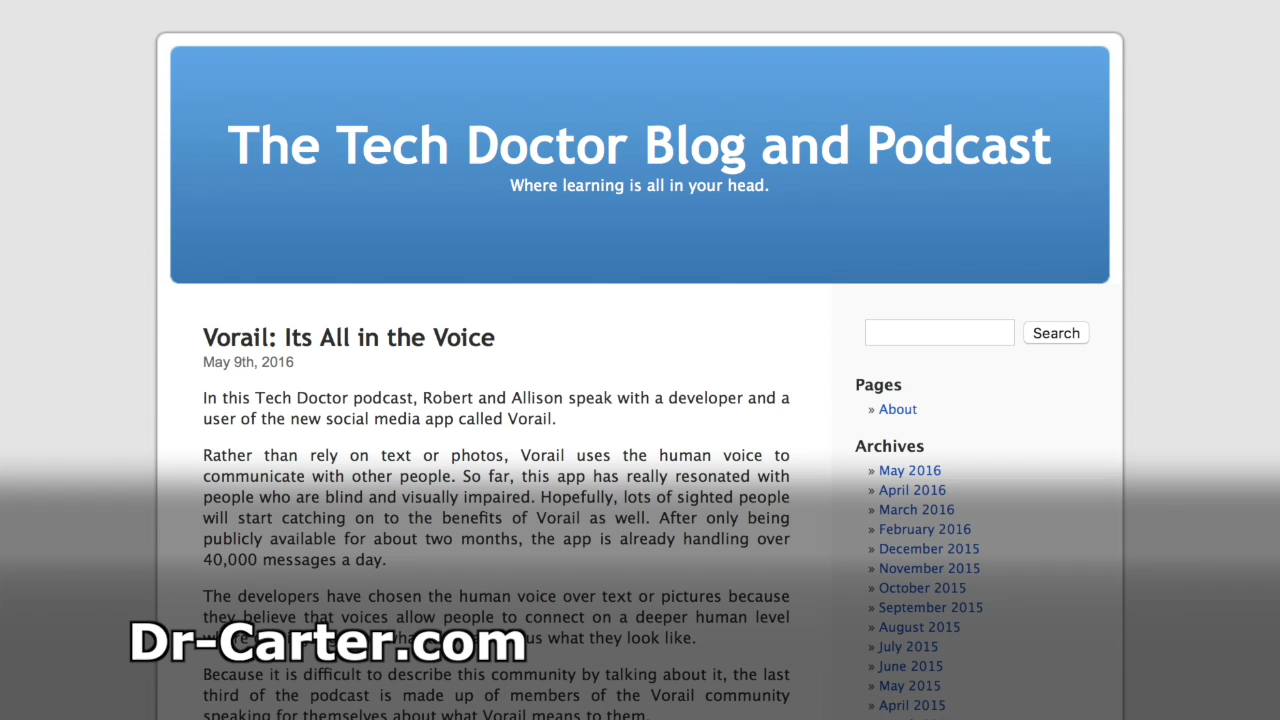 The Tech Doctor Blog and Podcast
Where learning is all in your head.
Vorail: Its All in the Voice
May 9th, 2016
In this Tech Doctor podcast, Robert and Allison speak with a developer and a
user of the new social media app called Vorail.
Rather than rely on text or photos, Vorail uses the human voice to
communicate with other people. So far, this app has really resonated with
people who are blind and visually impaired. Hopefully, lots of sighted people
will start catching on to the benefits of Vorail as well. After only being
publicly available for about two months, the app is already handling over
40,000 messages a day.
The developers have chosen the human voice over text or pictures because
they believe that voices allow people to connect on a deeper human level
us what they look like.
Because it is difficult to describe this community by talking about it, the last
third of the podcast is made up of members of the Vorail community
speaking for themselves about what Vorail means to them.
Search
Pages
» About
Archives
» May 2016
» April 2016
» March 2016
» February 2016
» December 2015
» November 2015
» October 2015
» September 2015
» August 2015
» July 2015
» June 2015
» May 2015
» April 2015
Dr-Carter.com